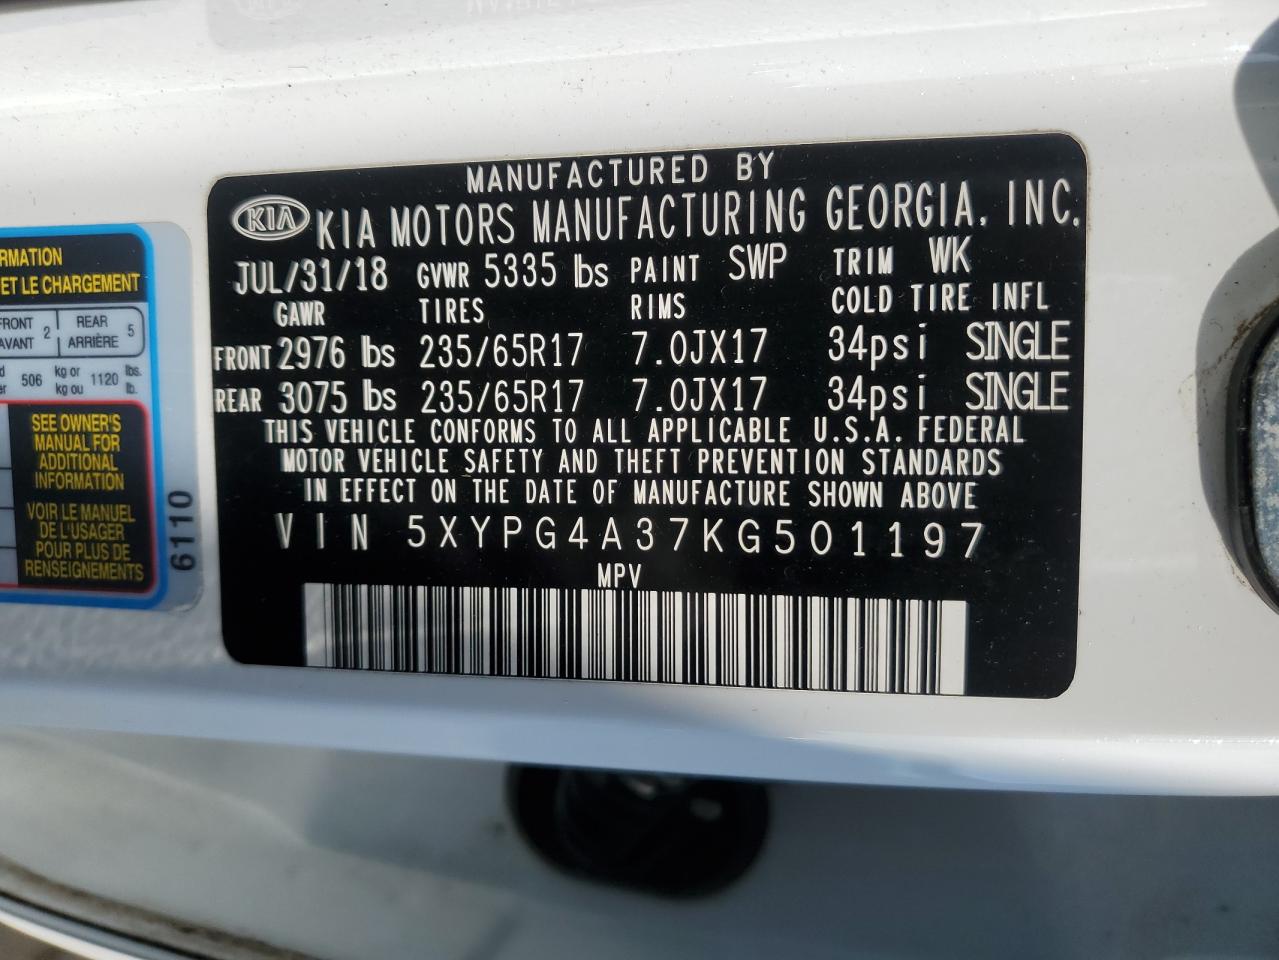 MANUFACTURED BY
KIA KIA MOTORS MANUFACTURING GEORGIA, INC.
JUL/31/18 GVWR 5335 lbs PAINT SWP TRIM WK
GAWR TIRES RIMS COLD TIRE INFL
FRONT 2976 lbs 235/65R17 7.0JX17 34psi SINGLE
REAR 3075 lbs 235/65R17 7.0JX17 34psi SINGLE
THIS VEHICLE CONFORMS TO ALL APPLICABLE U.S.A. FEDERAL
MOTOR VEHICLE SAFETY AND THEFT PREVENTION STANDARDS
IN EFFECT ON THE DATE OF MANUFACTURE SHOWN ABOVE
VIN 5XYPG4A37KG501197
MPV
RMATION
ET LE CHARGEMENT
FRONT 2 REAR 5
AVANT ARRIÈRE
506 kg or 1120 lbs.
kg ou lb.
SEE OWNER'S
MANUAL FOR
ADDITIONAL
INFORMATION
VOIR LE MANUEL
DE L'USAGER
POUR PLUS DE
RENSEIGNEMENTS
6110